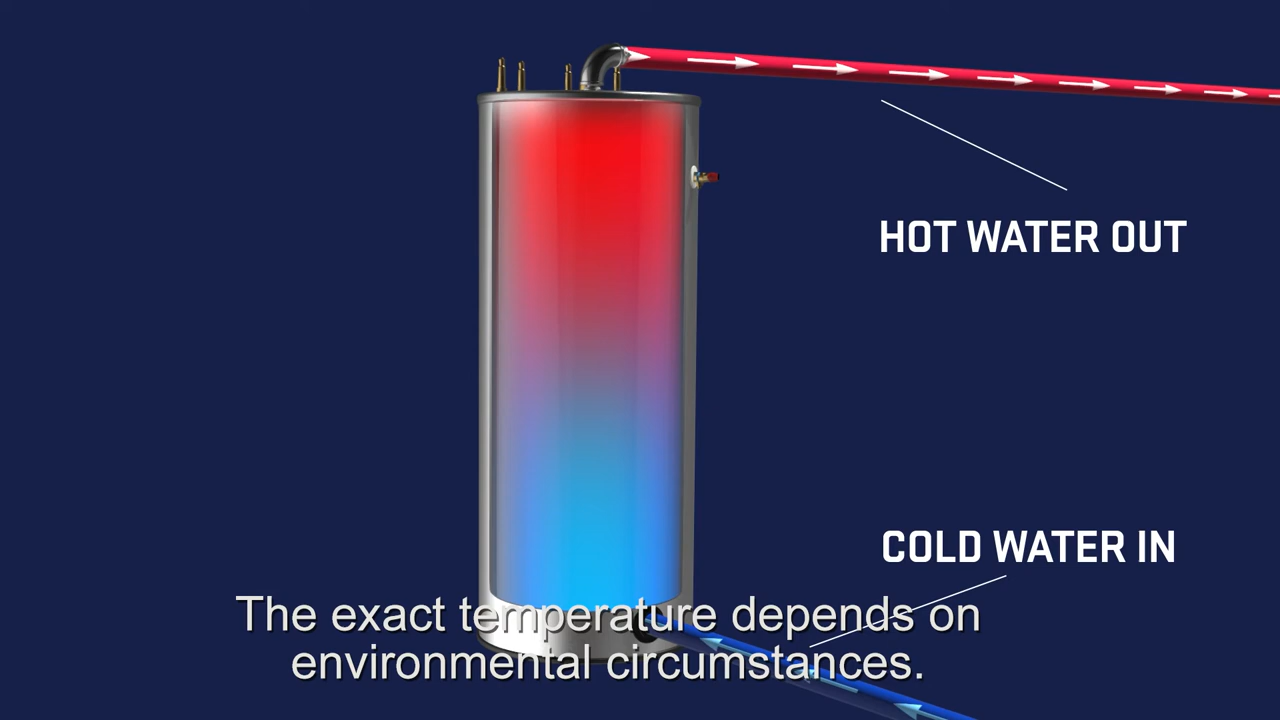 HOT WATER OUT
COLD WATER IN
The exact temperature depends on
environmental circumstances.